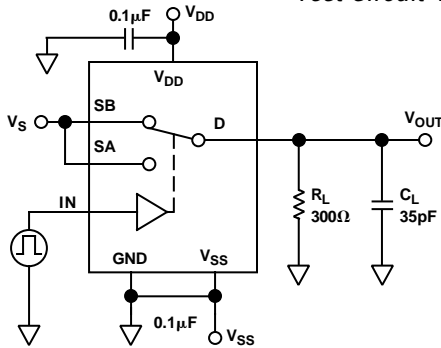 Test Circuit
0.1µF
V_DD
V_DD
V_S
SB
SA
D
V_OUT
IN
R_L
300Ω
C_L
35pF
GND
V_SS
0.1µF
V_SS